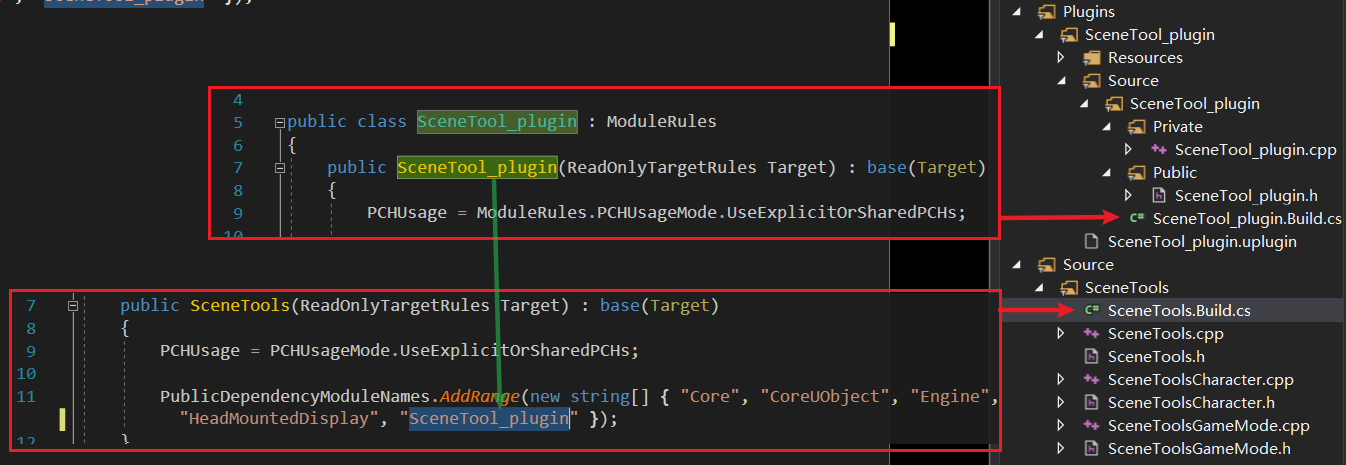 public class SceneTool_plugin : ModuleRules
{
public SceneTool_plugin(ReadOnlyTargetRules Target) : base(Target)
{
PCHUsage = ModuleRules.PCHUsageMode.UseExplicitOrSharedPCHs;
4
5
6
7
8
9
10
public SceneTools(ReadOnlyTargetRules Target) : base(Target)
{
PCHUsage = PCHUsageMode.UseExplicitOrSharedPCHs;
PublicDependencyModuleNames.AddRange(new string[] { "Core", "CoreUObject", "Engine",
"HeadMountedDisplay", "SceneTool_plugin" });
}
7
8
9
10
11
12
Plugins
SceneTool_plugin
Resources
Source
SceneTool_plugin
Private
SceneTool_plugin.cpp
Public
SceneTool_plugin.h
SceneTool_plugin.Build.cs
SceneTool_plugin.uplugin
Source
SceneTools
SceneTools.Build.cs
SceneTools.cpp
SceneTools.h
SceneToolsCharacter.cpp
SceneToolsCharacter.h
SceneToolsGameMode.cpp
SceneToolsGameMode.h